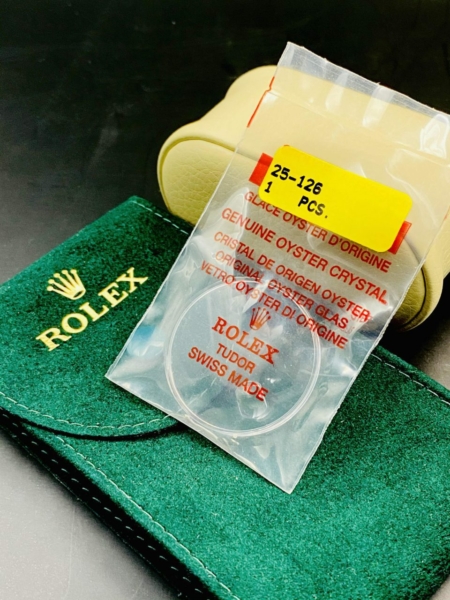 25-126
1 PCS.
GLACE OYSTER D'ORIGINE
GENUINE OYSTER CRYSTAL
CRISTAL DE ORIGEN OYSTER
ORIGINAL OYSTER GLAS
VETRO OYSTER DI ORIGINE
ROLEX
TUDOR
SWISS MADE
ROLEX